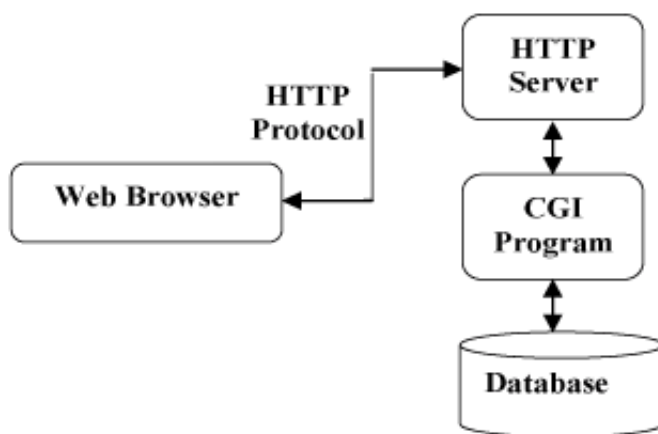 HTTP
Server
HTTP
Protocol
Web Browser
CGI
Program
Database